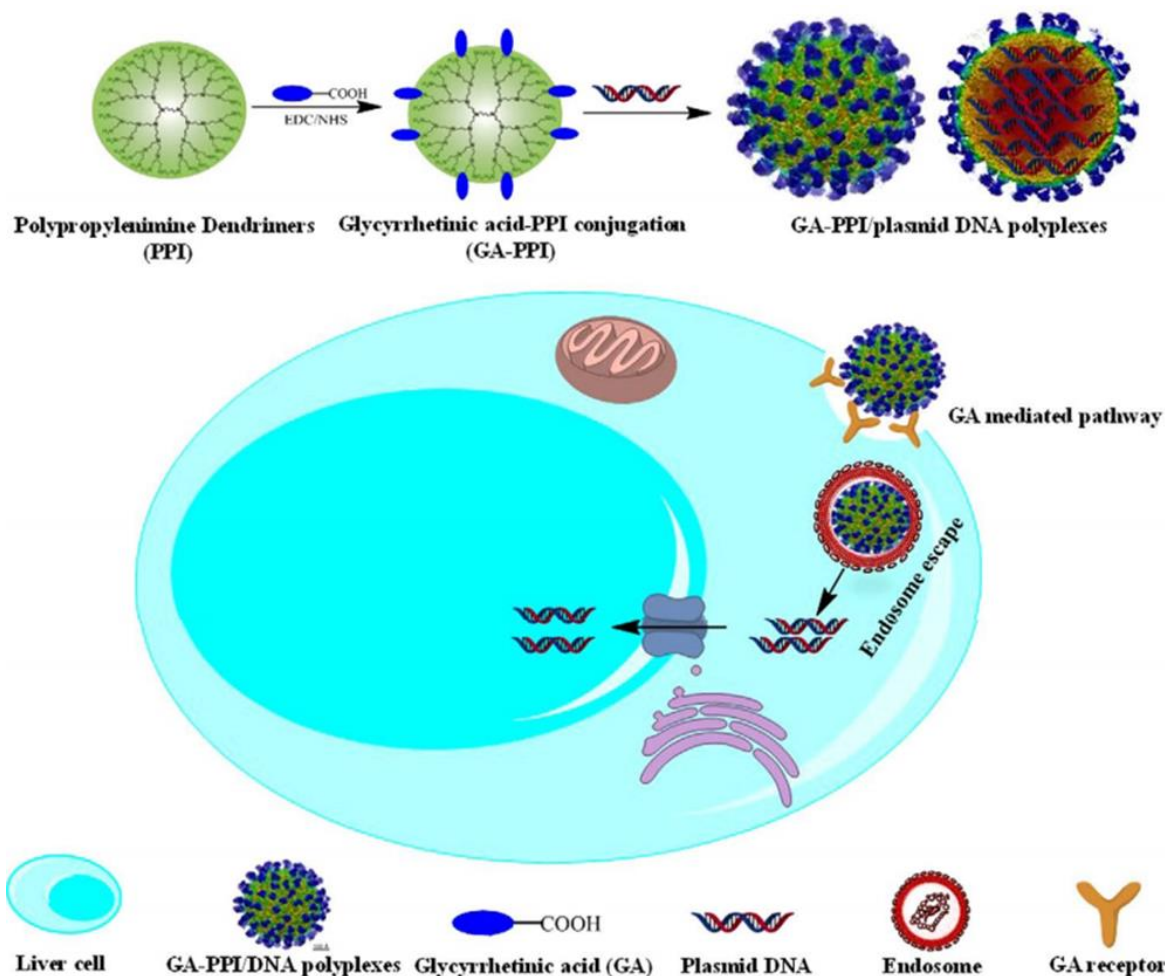 COOH
EDC/NHS
Polypropylenimine Dendrimers
(PPI)
Glycyrrhetinic acid-PPI conjugation
(GA-PPI)
GA-PPI/plasmid DNA polyplexes
GA mediated pathway
Endosome escape
Liver cell
GA-PPI/DNA polyplexes
COOH
Glycyrrhetinic acid (GA)
Plasmid DNA
Endosome
GA receptor